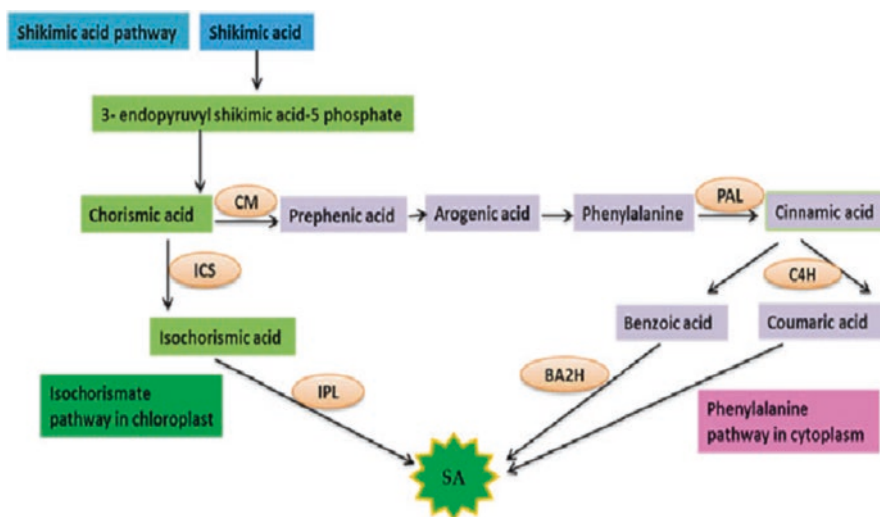 Shikimic acid pathway
Shikimic acid
3- endopyruvyl shikimic acid-5 phosphate
Chorismic acid
CM
Prephenic acid
Arogenic acid
Phenylalanine
PAL
Cinnamic acid
ICS
C4H
Isochorismic acid
Benzoic acid
Coumaric acid
IPL
BA2H
Isochorismate
pathway in chloroplast
Phenylalanine
pathway in cytoplasm
SA